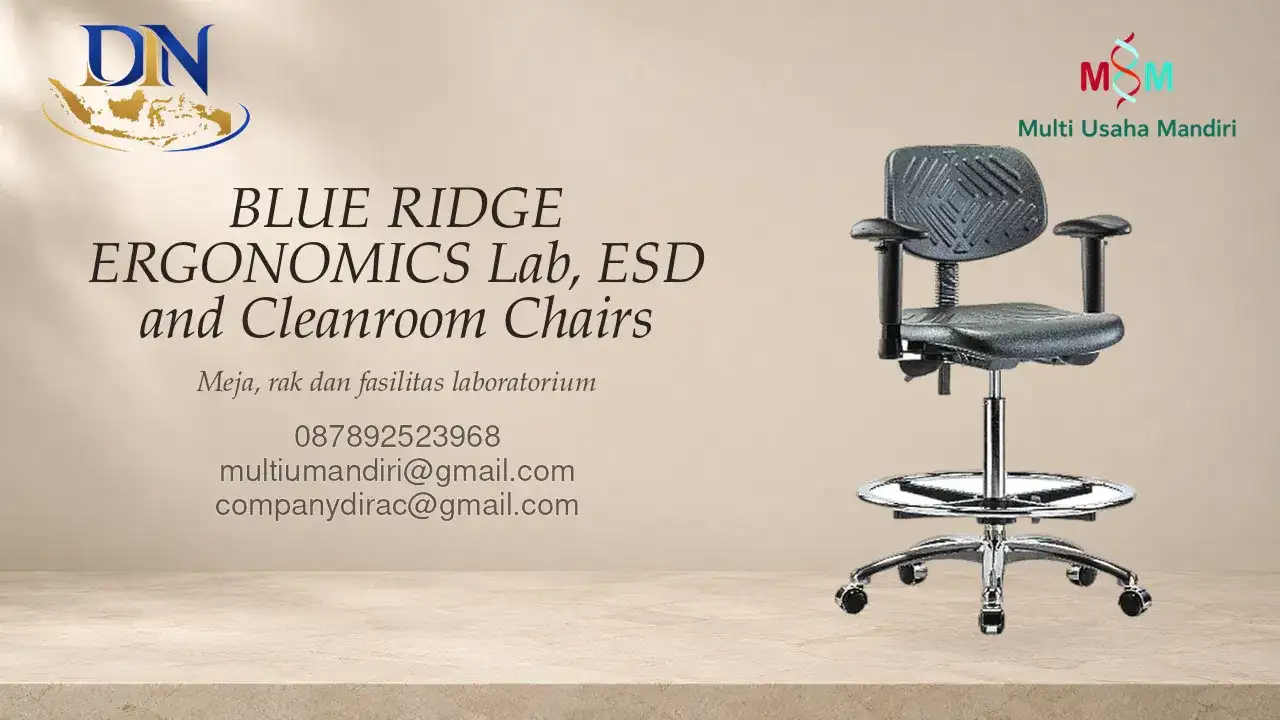 DIN
M M
Multi Usaha Mandiri
BLUE RIDGE
ERGONOMICS Lab, ESD
and Cleanroom Chairs
Meja, rak dan fasilitas laboratorium
087892523968
multiumandiri@gmail.com
companydirac@gmail.com